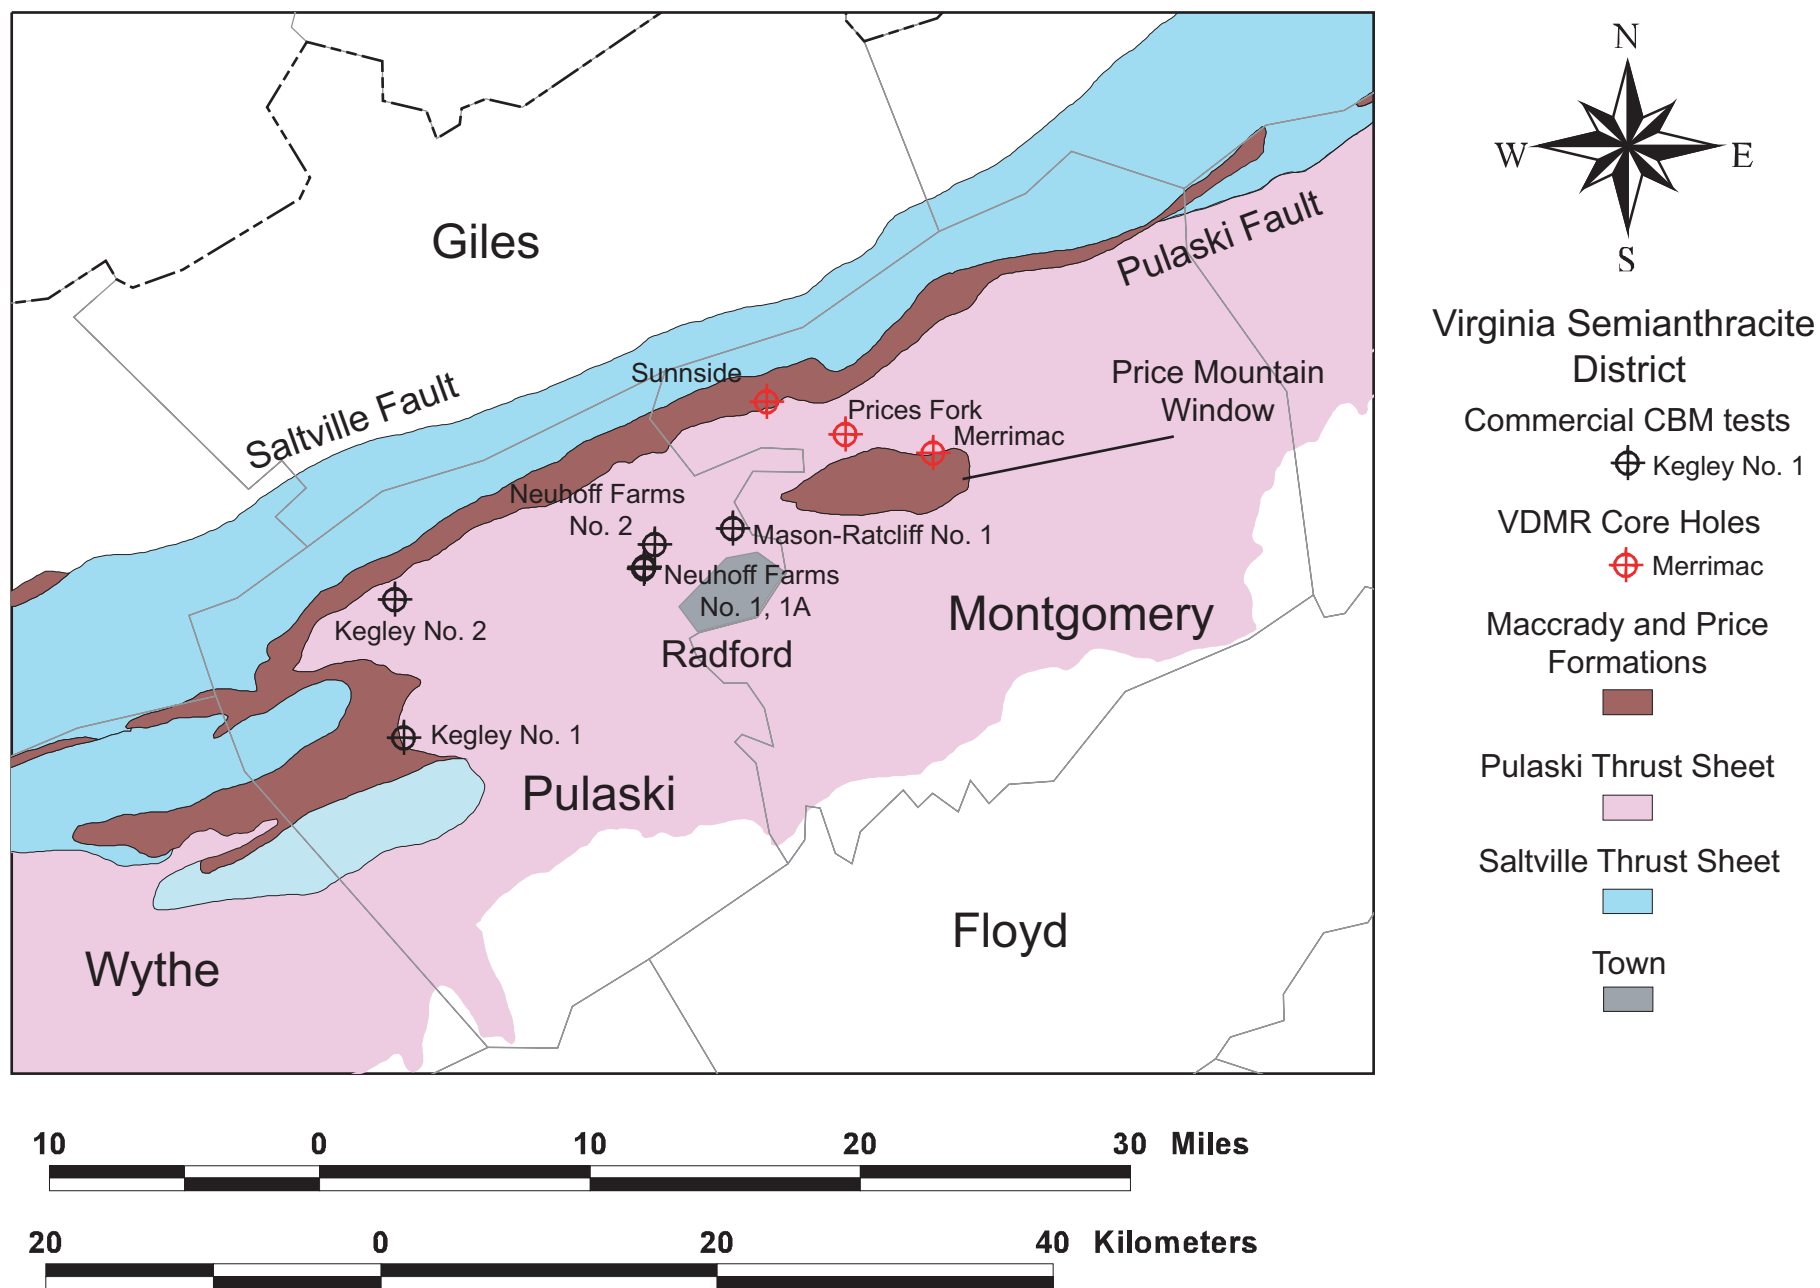 Giles
Saltville Fault
Pulaski Fault
Sunnside
Prices Fork
Merrimac
Price Mountain
Window
Neuhoff Farms
No. 2
Mason-Ratcliff No. 1
Neuhoff Farms
No. 1, 1A
Kegley No. 2
Radford
Montgomery
Kegley No. 1
Pulaski
Floyd
Wythe
N
W
E
S
Virginia Semianthracite
District
Commercial CBM tests
Kegley No. 1
VDMR Core Holes
Merrimac
Maccrady and Price
Formations
Pulaski Thrust Sheet
Saltville Thrust Sheet
Town
10 0 10 20 30 Miles
20 0 20 40 Kilometers